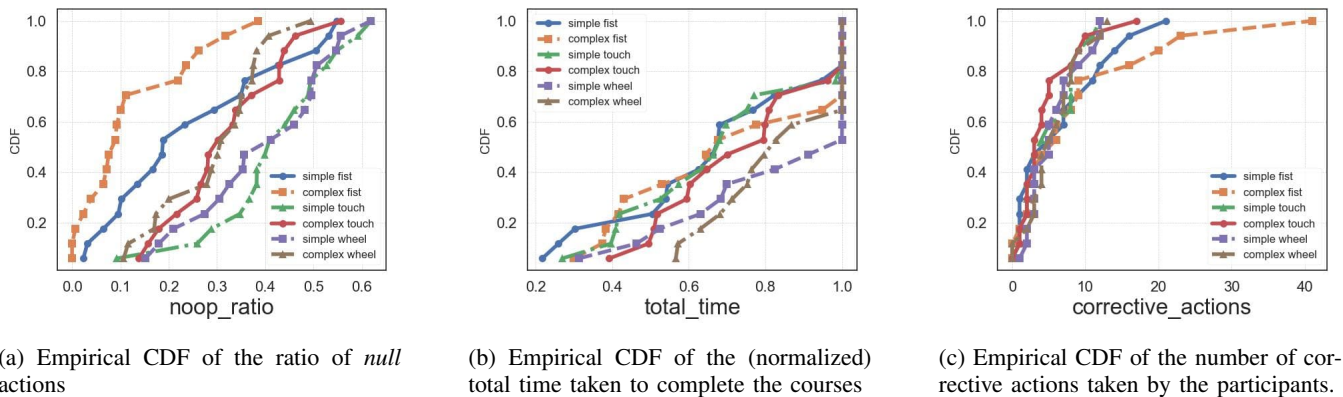 1.0
0.8
0.6
0.4
0.2
CDF
0.0 0.1 0.2 0.3 0.4 0.5 0.6
noop_ratio
simple fist
complex fist
simple touch
complex touch
simple wheel
complex wheel
1.0
0.8
0.6
0.4
0.2
CDF
0.2 0.4 0.6 0.8 1.0
total_time
simple fist
complex fist
simple touch
complex touch
simple wheel
complex wheel
1.0
0.8
0.6
0.4
0.2
CDF
0 10 20 30 40
corrective_actions
simple fist
complex fist
simple touch
complex touch
simple wheel
complex wheel
(a) Empirical CDF of the ratio of null
actions
(b) Empirical CDF of the (normalized)
total time taken to complete the courses
(c) Empirical CDF of the number of cor-
rective actions taken by the participants.